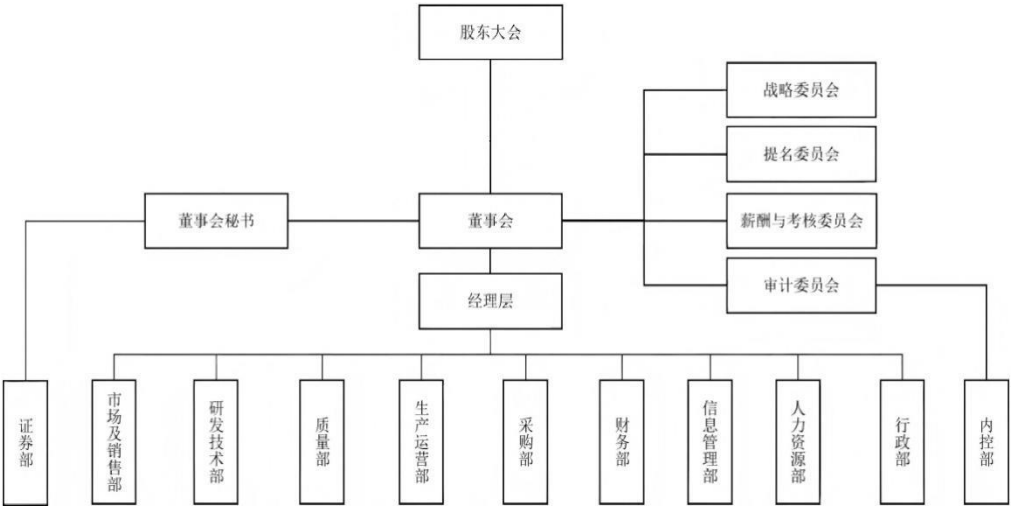 股东大会
战略委员会
提名委员会
董事会秘书
董事会
薪酬与考核委员会
审计委员会
经理层
证券部
市场及销售部
研发技术部
质量部
生产运营部
采购部
财务部
信息管理部
人力资源部
行政部
内控部